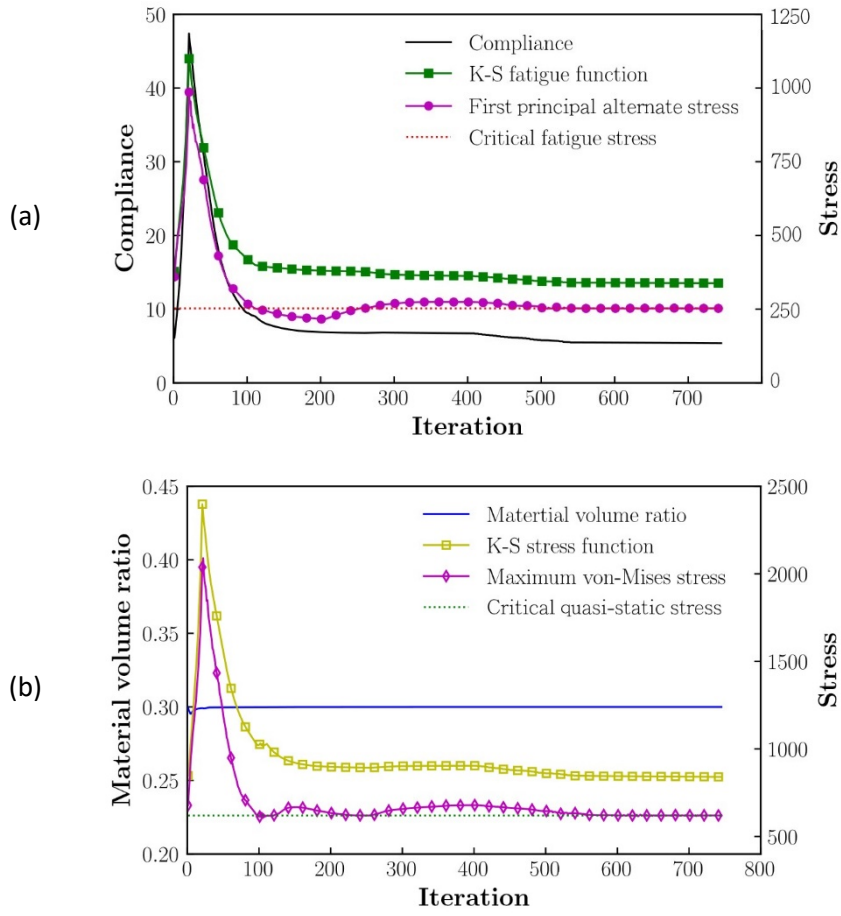 (a)
Compliance
50
40
30
20
10
0
Compliance
K-S fatigue function
First principal alternate stress
Critical fatigue stress
1250
1000
750
500
250
0
Stress
0 100 200 300 400 500 600 700
Iteration
(b)
Material volume ratio
0.45
0.40
0.35
0.30
0.25
0.20
Matertial volume ratio
K-S stress function
Maximum von-Mises stress
Critical quasi-static stress
2500
2000
1500
1000
500
Stress
0 100 200 300 400 500 600 700 800
Iteration